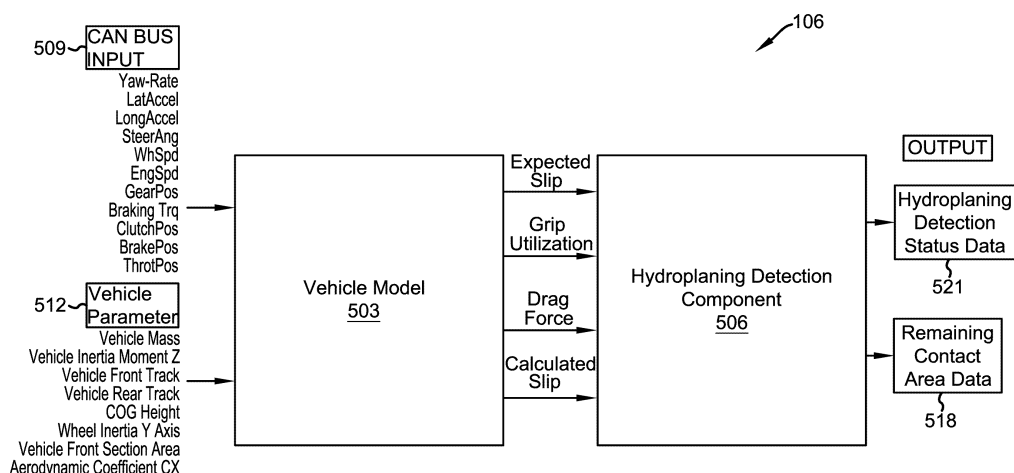 106
509
CAN BUS
INPUT
Yaw-Rate
LatAccel
LongAccel
SteerAng
WhSpd
EngSpd
GearPos
Braking Trq
ClutchPos
BrakePos
ThrotPos
512
Vehicle
Parameter
Vehicle Mass
Vehicle Inertia Moment Z
Vehicle Front Track
Vehicle Rear Track
COG Height
Wheel Inertia Y Axis
Vehicle Front Section Area
Aerodynamic Coefficient CX
Vehicle Model
503
Expected
Slip
Grip
Utilization
Drag
Force
Calculated
Slip
Hydroplaning Detection
Component
506
OUTPUT
Hydroplaning
Detection
Status Data
521
Remaining
Contact
Area Data
518